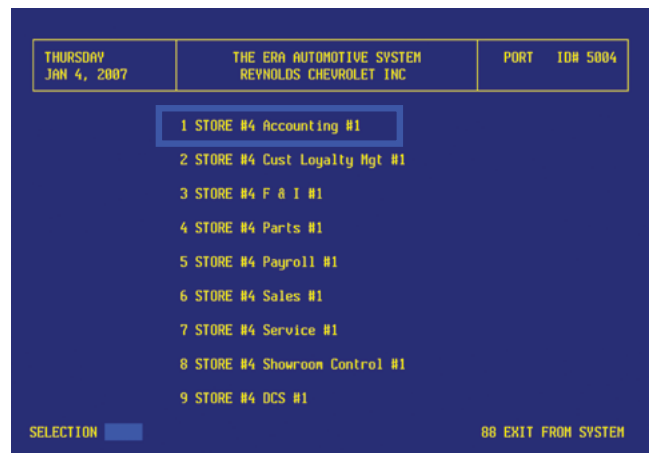 THURSDAY THE ERA AUTOMOTIVE SYSTEM PORT ID# 5004
JAN 4, 2007 REYNOLDS CHEVROLET INC
1 STORE #4 Accounting #1
2 STORE #4 Cust Loyalty Mgt #1
3 STORE #4 F & I #1
4 STORE #4 Parts #1
5 STORE #4 Payroll #1
6 STORE #4 Sales #1
7 STORE #4 Service #1
8 STORE #4 Showroom Control #1
9 STORE #4 DCS #1
SELECTION 88 EXIT FROM SYSTEM